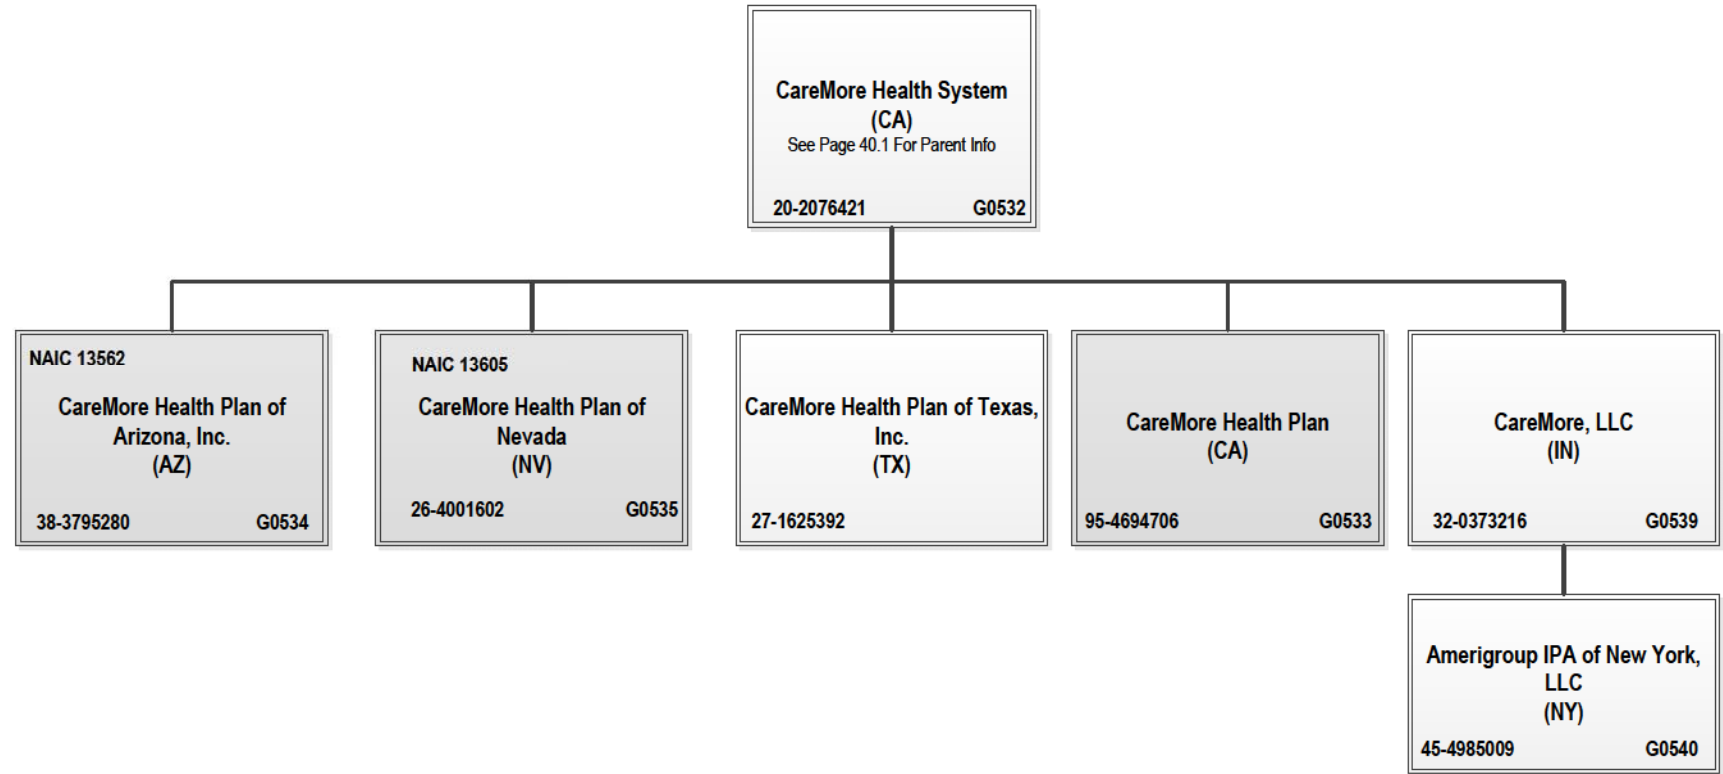 CareMore Health System
(CA)
See Page 40.1 For Parent Info
20-2076421 G0532
NAIC 13562
CareMore Health Plan of
Arizona, Inc.
(AZ)
38-3795280 G0534
NAIC 13605
CareMore Health Plan of
Nevada
(NV)
26-4001602 G0535
CareMore Health Plan of Texas,
Inc.
(TX)
27-1625392
CareMore Health Plan
(CA)
95-4694706 G0533
CareMore, LLC
(IN)
32-0373216 G0539
Amerigroup IPA of New York,
LLC
(NY)
45-4985009 G0540